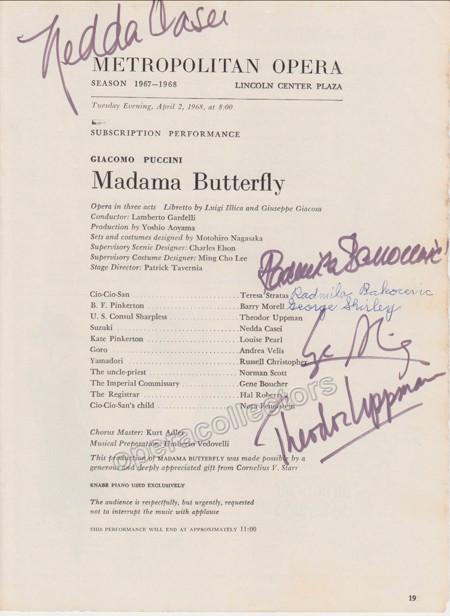 Nedda Casei
METROPOLITAN OPERA
SEASON 1967–1968 LINCOLN CENTER PLAZA
Tuesday Evening, April 2, 1968, at 8:00
SUBSCRIPTION PERFORMANCE
GIACOMO PUCCINI
Madama Butterfly
Opera in three acts Libretto by Luigi Illica and Giuseppe Giacosa
Conductor: Lamberto Gardelli
Production by Yoshio Aoyama
Sets and costumes designed by Motohiro Nagasaka
Supervising Scenic Designer: Charles Elson
Supervising Costume Designer: Ming Cho Lee
Stage Director: Patrick Tavernia
Radmila Bakocevic
Cio-Cio-San Teresa Stratas Radmila Bakocevic
B. F. Pinkerton Barry Morell George Shirley
U. S. Consul Sharpless Theodor Uppman
Suzuki Nedda Casei
Kate Pinkerton Louise Pearl
Goro Andrea Velis
Yamadori Russell Christopher
The uncle-priest Norman Scott
The Imperial Commissary Gene Boucher
The Registrar Hal Roberts
Cio-Cio-San's child
Theodor Uppman
operacollectors
Chorus Master: Kurt Adler
Musical Preparation: Umberto Vedovelli
This production of MADAMA BUTTERFLY was made possible by a
generous and deeply appreciated gift from Cornelius V. Starr
KNABE PIANO USED EXCLUSIVELY
The audience is respectfully, but urgently, requested
not to interrupt the music with applause
THIS PERFORMANCE WILL END AT APPROXIMATELY 11:00
19